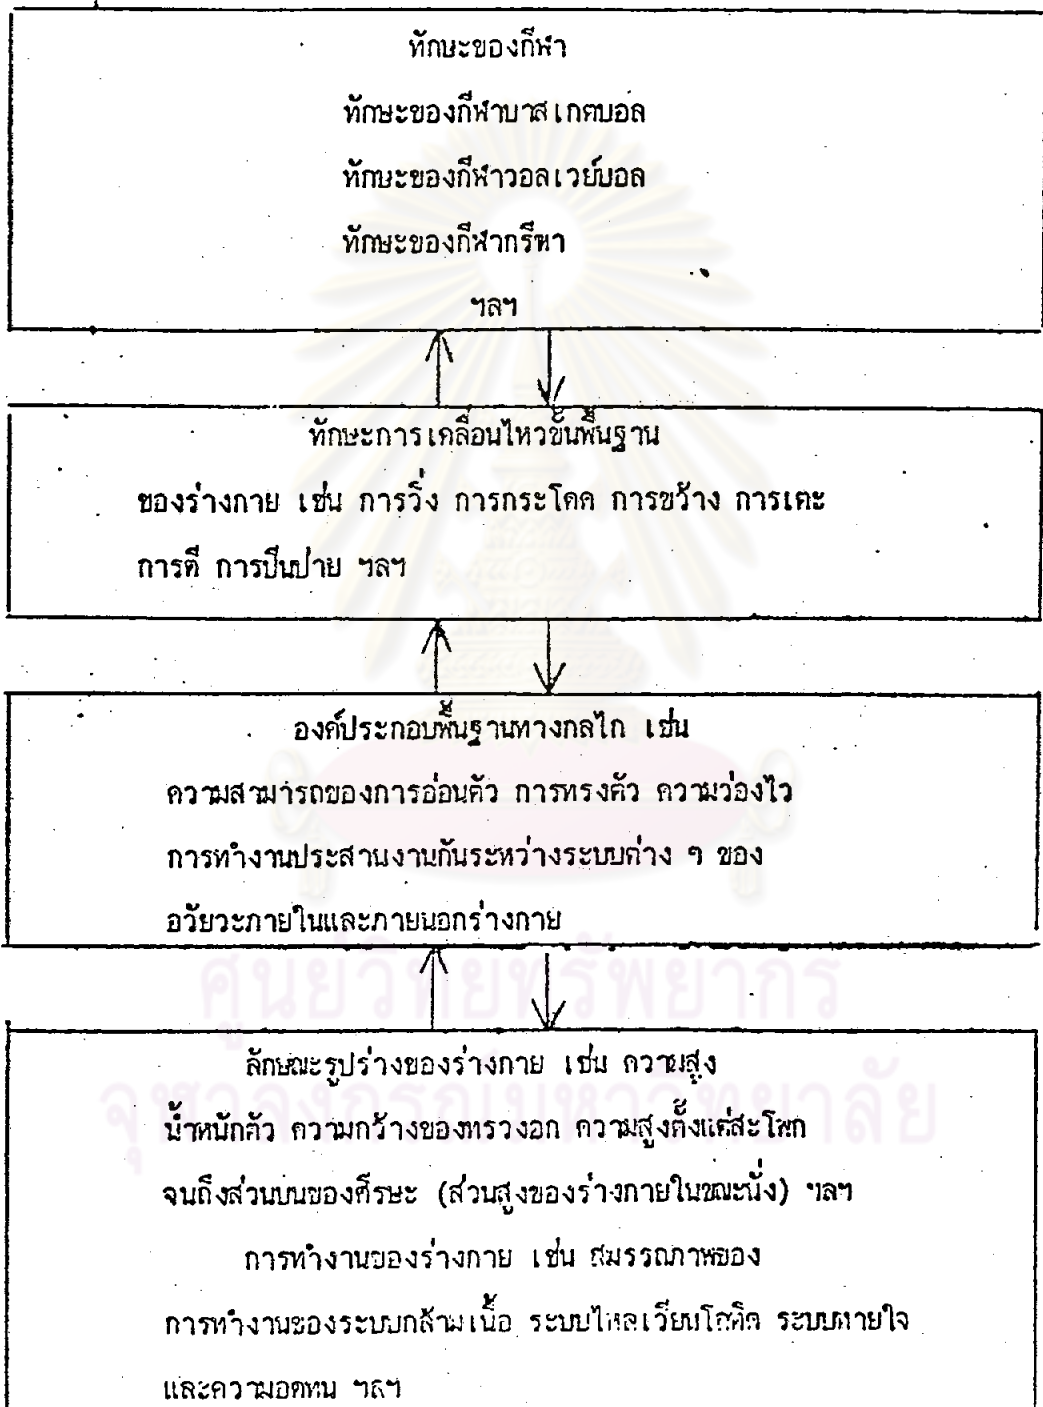 ทักษะของกีฬา
ทักษะของกีฬาบาสเกตบอล
ทักษะของกีฬาวอลเวย์บอล
ทักษะของกีฬากรีฑา
ฯลฯ
ทักษะการเคลื่อนไหวขั้นพื้นฐาน
ของร่างกาย เช่น การวิ่ง การกระโดด การขว้าง การเตะ
การตี การปีนป่าย ฯลฯ
องค์ประกอบพื้นฐานทางกลไก เช่น
ความสามารถของการอ่อนตัว การทรงตัว ความว่องไว
การทำงานประสานงานกันระหว่างระบบต่าง ๆ ของ
อวัยวะภายในและภายนอกร่างกาย
ศูนย์วิทยทรัพยากร
ลักษณะรูปร่างของร่างกาย เช่น ความสูง
จุฬาลงกรณ์มหาวิทยาลัย
น้ำหนักตัว ความกว้างของทรวงอก ความสูงตั้งแต่สะโพก
จนถึงส่วนบนของศีรษะ (ส่วนสูงของร่างกายในขณะนั่ง) ฯลฯ
การทำงานของร่างกาย เช่น สมรรถภาพของ
การทำงานของระบบกล้ามเนื้อ ระบบไหลเวียนโลหิต ระบบหายใจ
และความอดทน ฯลฯ